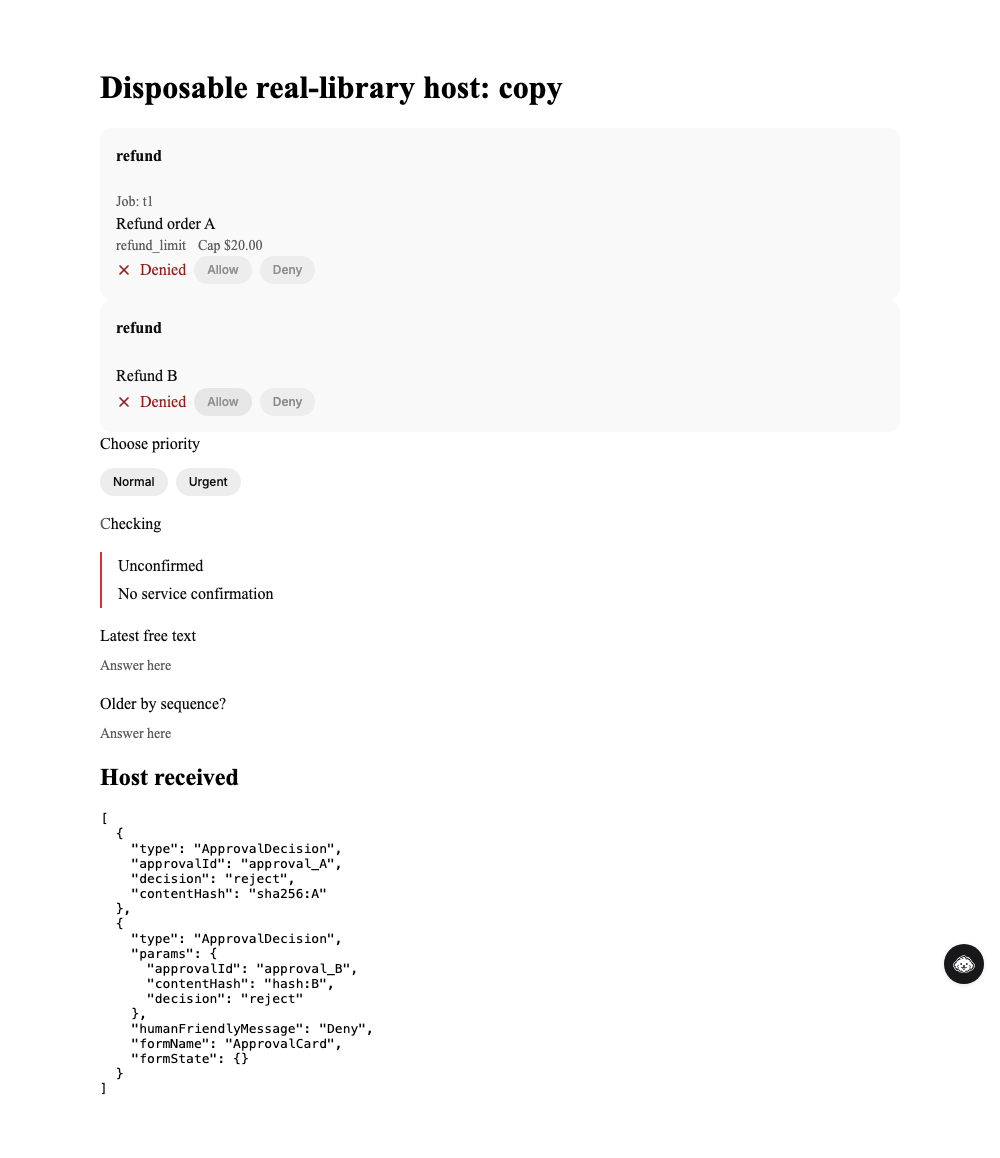 Disposable real-library host: copy
refund
Job: t1
Refund order A
refund_limit Cap $20.00
Denied Allow Deny
refund
Refund B
Denied Allow Deny
Choose priority
Normal Urgent
Checking
Unconfirmed
No service confirmation
Latest free text
Answer here
Older by sequence?
Answer here
Host received
[
  {
    "type": "ApprovalDecision",
    "approvalId": "approval_A",
    "decision": "reject",
    "contentHash": "sha256:A"
  },
  {
    "type": "ApprovalDecision",
    "params": {
      "approvalId": "approval_B",
      "contentHash": "hash:B",
      "decision": "reject"
    },
    "humanFriendlyMessage": "Deny",
    "formName": "ApprovalCard",
    "formState": {}
  }
]